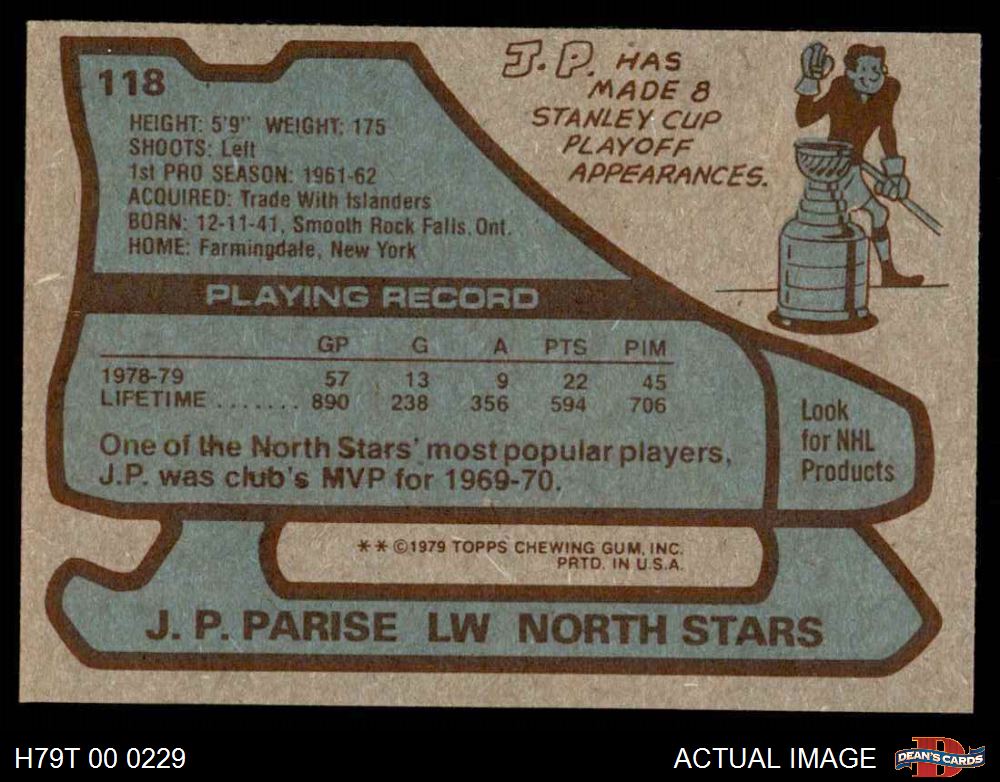 118
HEIGHT: 5'9" WEIGHT: 175
SHOOTS: Left
1st PRO SEASON: 1961-62
ACQUIRED: Trade With Islanders
BORN: 12-11-41, Smooth Rock Falls, Ont.
HOME: Farmingdale, New York
J.P. HAS
MADE 8
STANLEY CUP
PLAYOFF
APPEARANCES.
PLAYING RECORD
GP G A PTS PIM
1978-79 57 13 9 22 45
LIFETIME ....... 890 238 356 594 706
One of the North Stars' most popular players,
J.P. was club's MVP for 1969-70.
Look
for NHL
Products
** ©1979 TOPPS CHEWING GUM, INC.
PRTD. IN U.S.A.
J. P. PARISE LW NORTH STARS
H79T 00 0229
ACTUAL IMAGE
D
DEAN'S CARDS